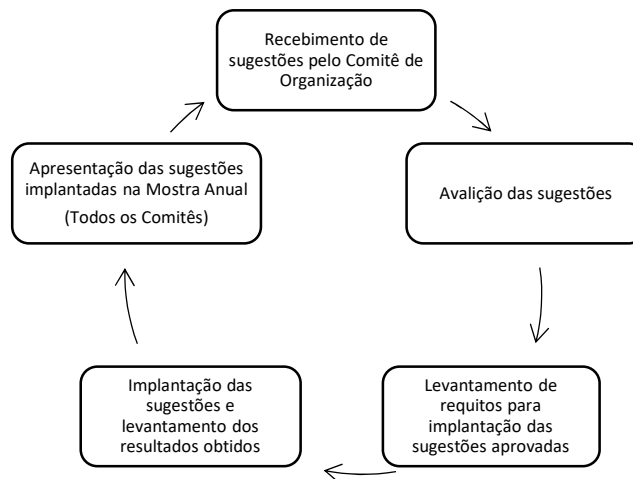 Recebimento de
sugestões pelo Comitê de
Organização
Avalição das sugestões
Levantamento de
requitos para
implantação das
sugestões aprovadas
Implantação das
sugestões e
levantamento dos
resultados obtidos
Apresentação das sugestões
implantadas na Mostra Anual
(Todos os Comitês)